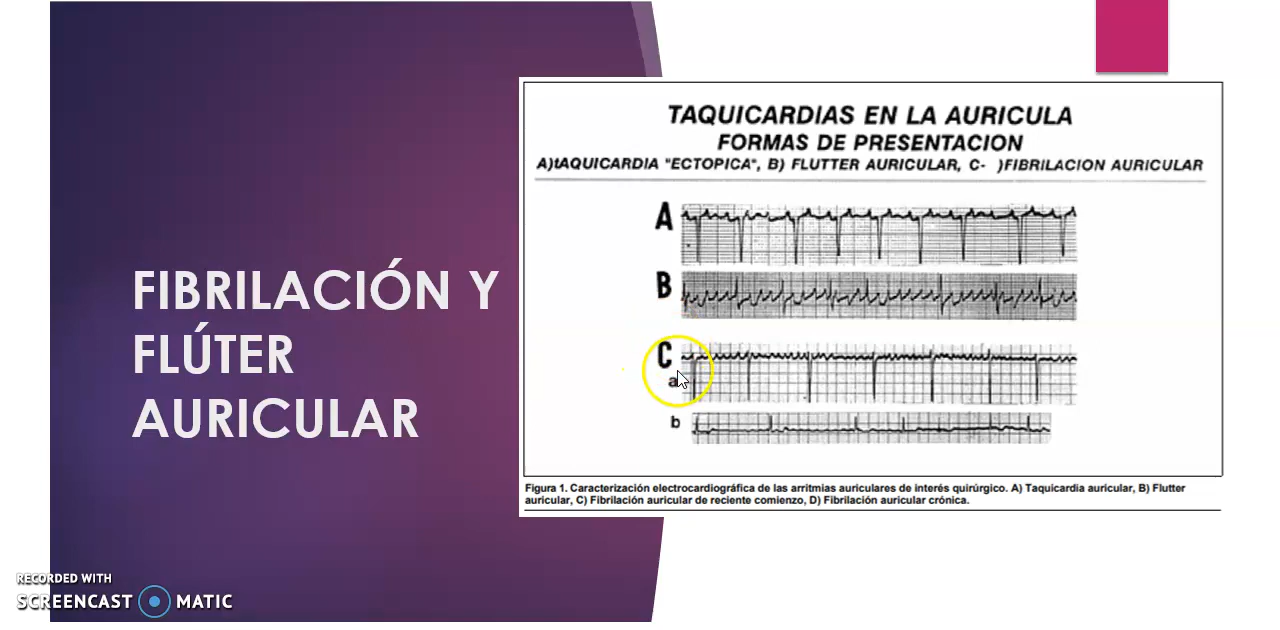 FIBRILACIÓN Y
FLÚTER
AURICULAR
TAQUICARDIAS EN LA AURICULA
FORMAS DE PRESENTACION
A)tAQUICARDIA "ECTOPICA", B) FLUTTER AURICULAR, C- )FIBRILACION AURICULAR
A
B
C
a
b
Figura 1. Caracterización electrocardiográfica de las arritmias auriculares de interés quirúrgico. A) Taquicardia auricular, B) Flutter
auricular, C) Fibrilación auricular de reciente comienzo, D) Fibrilación auricular crónica.
RECORDED WITH
SCREENCAST MATIC